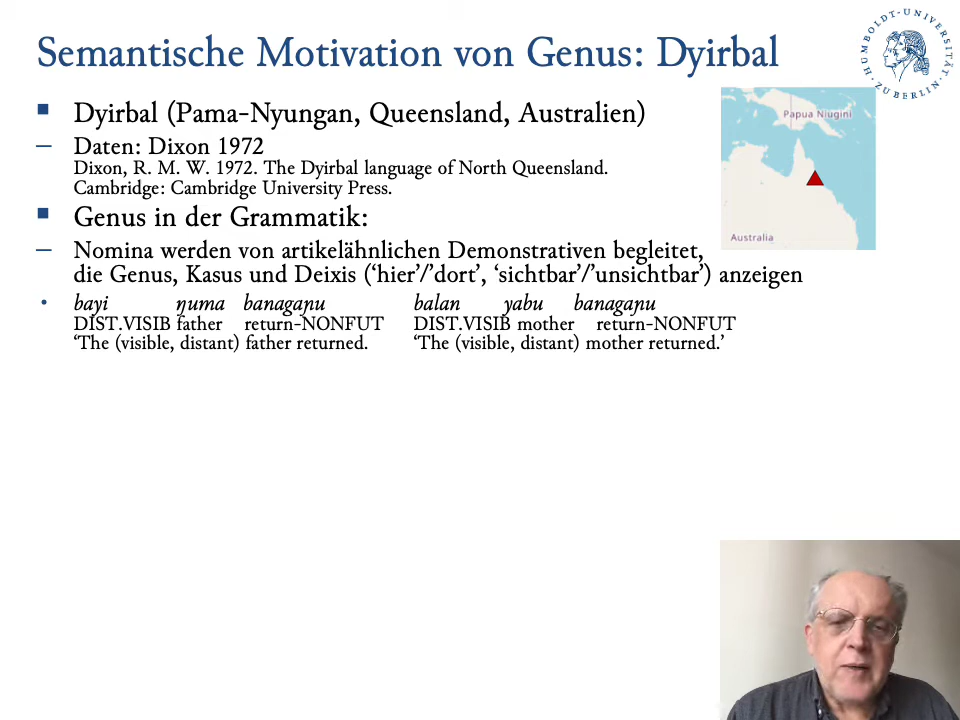 Semantische Motivation von Genus: Dyirbal
HUMBOLDT-UNIVERSITÄT
ZU BERLIN
Dyirbal (Pama-Nyungan, Queensland, Australien)
Papua Niugini
Australia
– Daten: Dixon 1972
Dixon, R. M. W. 1972. The Dyirbal language of North Queensland.
Cambridge: Cambridge University Press.
Genus in der Grammatik:
– Nomina werden von artikelähnlichen Demonstrativen begleitet,
die Genus, Kasus und Deixis (‘hier’/’dort’, ‘sichtbar’/’unsichtbar’) anzeigen
• bayi ŋuma banagaɲu balan yabu banagaɲu
DIST.VISIB father return-NONFUT DIST.VISIB mother return-NONFUT
‘The (visible, distant) father returned. ‘The (visible, distant) mother returned.’